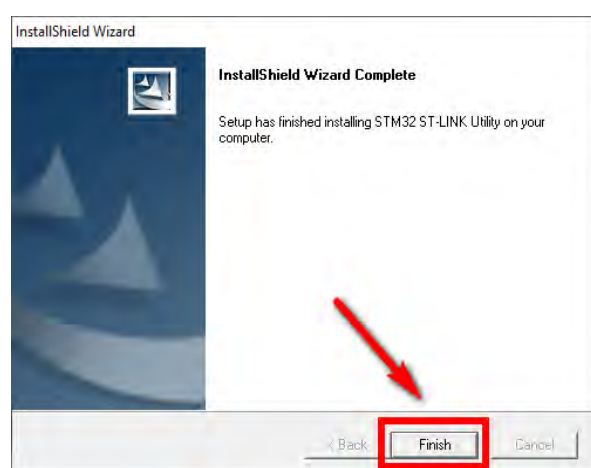 InstallShield Wizard
InstallShield Wizard Complete
Setup has finished installing STM32 ST-LINK Utility on your
computer.
< Back
Finish
Cancel